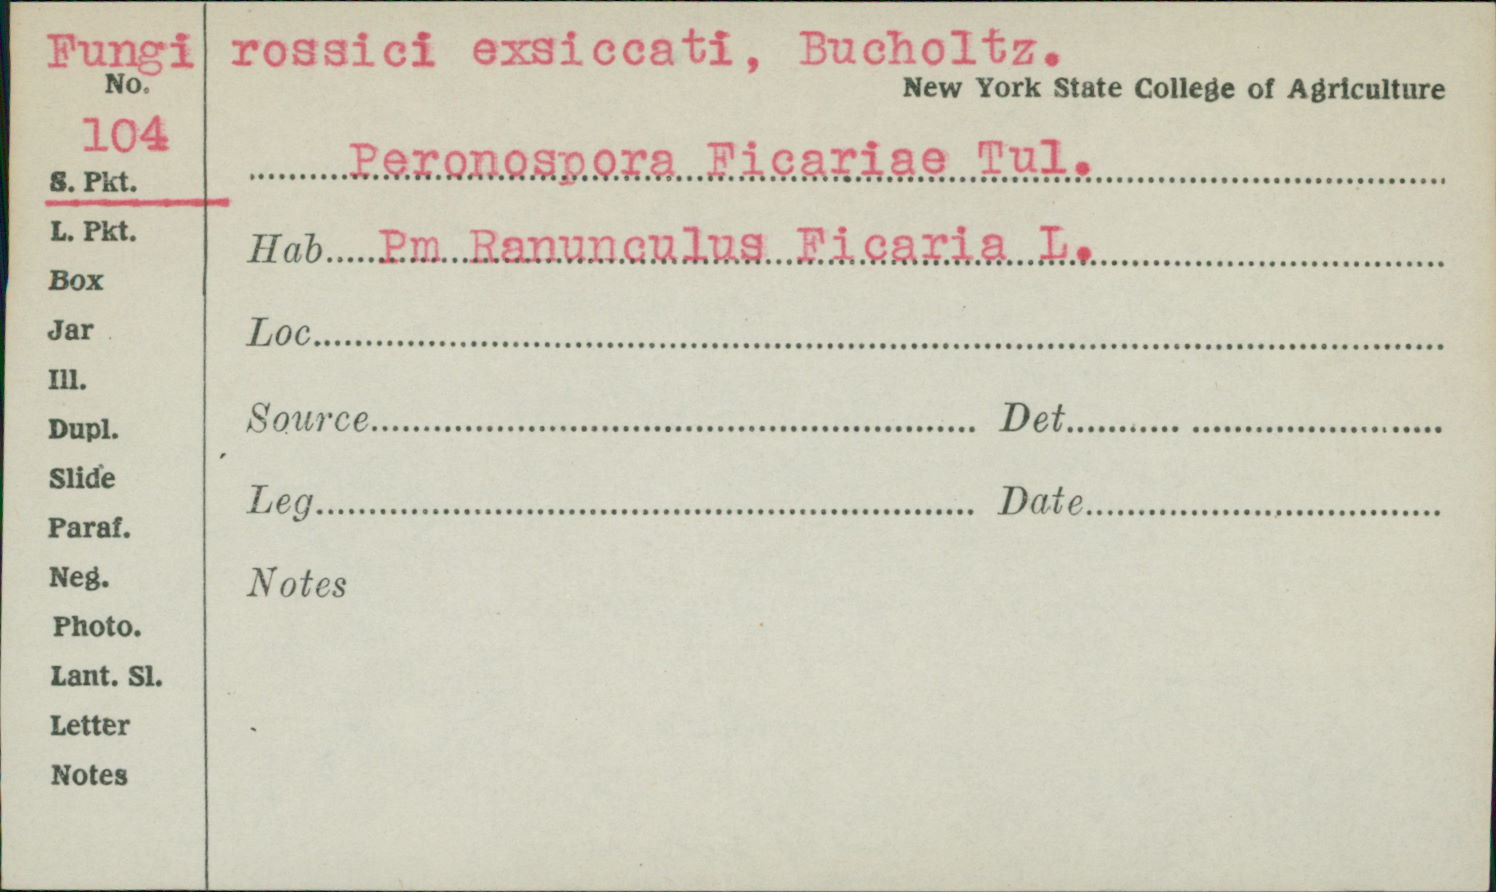 Fungi rossici exsiccati, Bucholtz.
No.
New York State College of Agriculture
104
Peronospora Ficariae Tul.
S. Pkt.
L. Pkt.
Hab. Pm Ranunculus Ficaria L.
Box
Jar
Loc.
Ill.
Dupl.
Source Det.
Slide
Leg. Date
Paraf.
Neg.
Notes
Photo.
Lant. Sl.
Letter
Notes